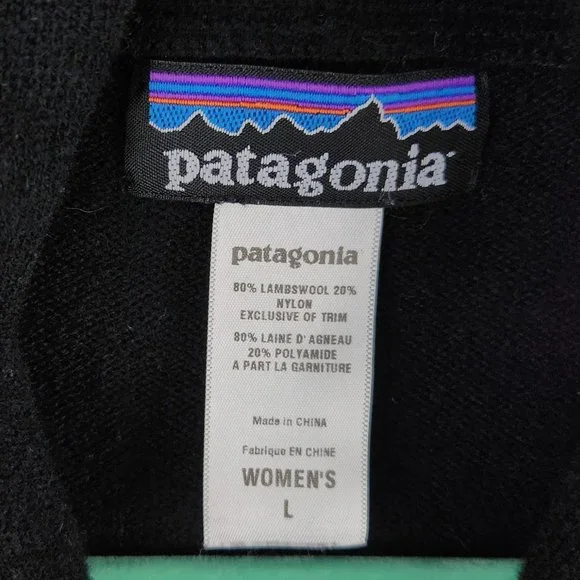 patagonia
patagonia
80% LAMBSWOOL 20%
NYLON
EXCLUSIVE OF TRIM
80% LAINE D'AGNEAU
20% POLYAMIDE
A PART LA GARNITURE
Made in CHINA
Fabrique EN CHINE
WOMEN'S
L